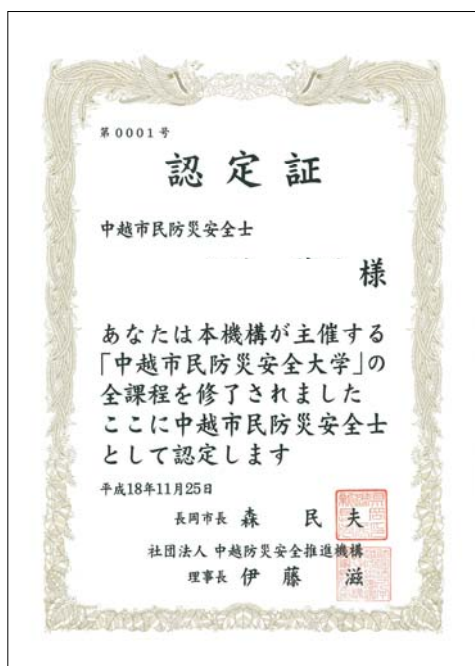 第0001号
認定証
中越市民防災安全士
様
あなたは本機構が主催する
「中越市民防災安全大学」の
全課程を修了されました
ここに中越市民防災安全士
として認定します
平成18年11月25日
長岡市長 森 民 夫
社団法人 中越防災安全推進機構
理事長 伊 藤 滋